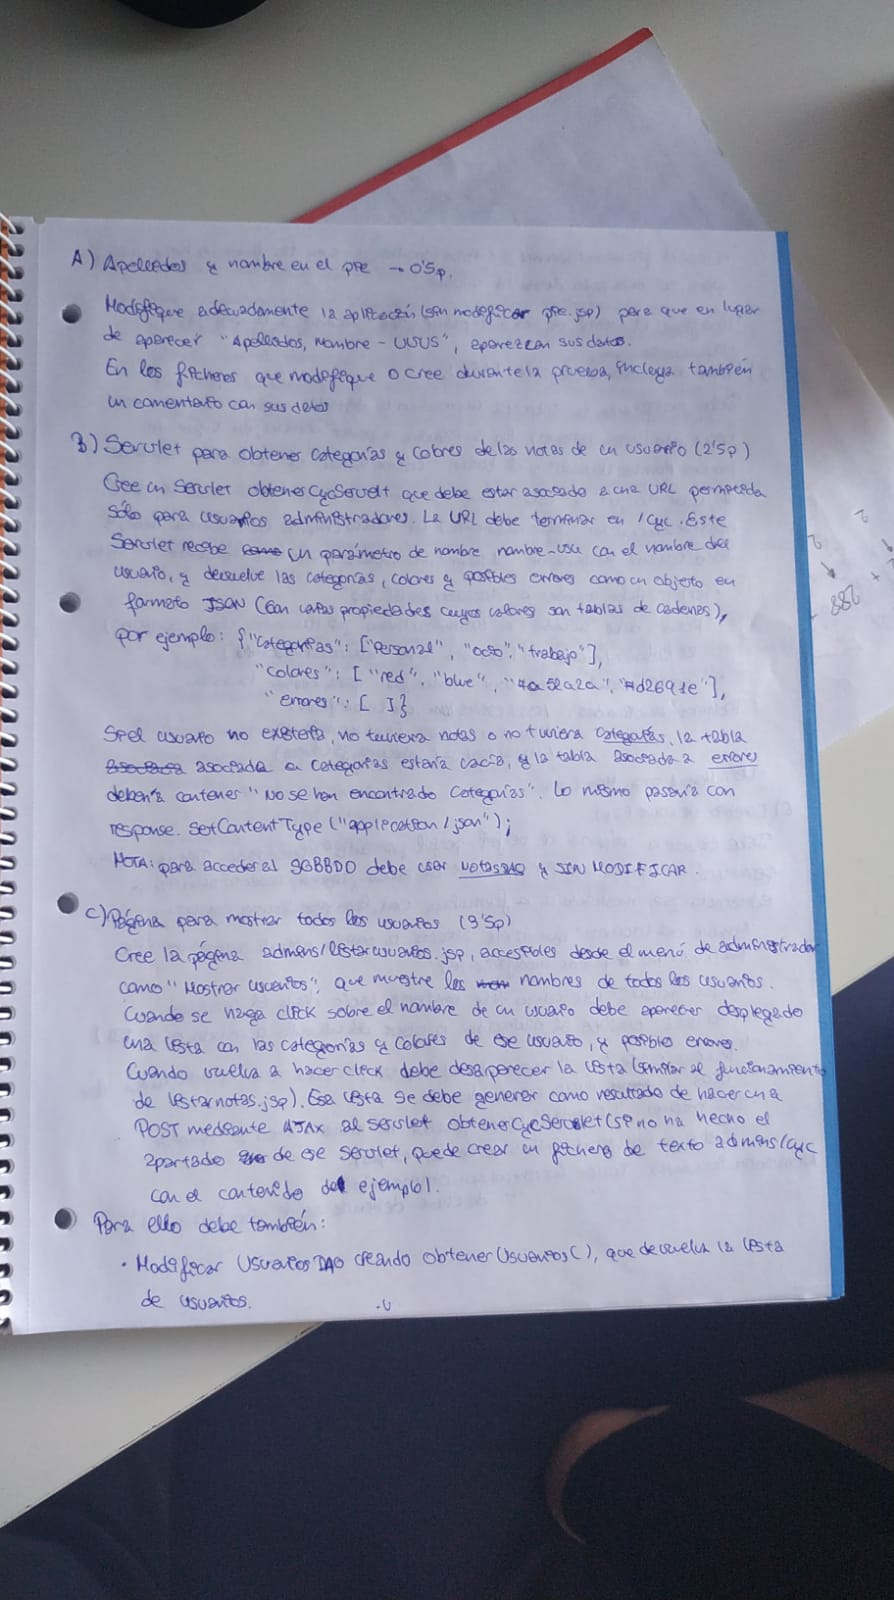 A) Apellidos y nombre en el pie → 0'5p.
Modifique adecuadamente la aplicación (sin modificar pie.jsp) para que en lugar
de aparecer "Apellidos, Nombre - UVUS", aparezcan sus datos.
En los ficheros que modifique o cree durante la prueba, incluya también
un comentario con sus datos
B) Servlet para obtener categorías y colores de las notas de un usuario (2'5p)
Cree un Servlet obtenerCycServelt que debe estar asociado a una URL permitida
sólo para usuarios administradores. La URL debe terminar en /cyc. Este
Servlet recibe un parámetro de nombre nombre-usu con el nombre del
usuario, y devuelve las categorías, colores y posibles errores como un objeto en
formato JSON (con varias propiedades cuyos valores son tablas de cadenas),
por ejemplo: {"categorías": ["Personal", "ocio", "trabajo"],
"colores": ["red", "blue", "#a52a2a", "#d2691e"],
"errores": [ ]}
Si el usuario no existiera, no tuviera notas o no tuviera categorías, la tabla
asociada a categorías estaría vacía, y la tabla asociada a errores
debería contener "No se han encontrado categorías". Lo mismo pasaría con
response.setContentType("application/json");
NOTA: para acceder al SGBBDD debe usar NotasDAO y SIN MODIFICAR.
C) Página para mostrar todos los usuarios (3'5p)
Cree la página admins/listarusuarios.jsp, accesibles desde el menú de administrador
como "Mostrar usuarios", que muestre los nombres de todos los usuarios.
Cuando se haga click sobre el nombre de un usuario debe aparecer desplegado
una lista con las categorías y colores de ese usuario, y posibles errores.
Cuando vuelva a hacer click debe desaparecer la lista (similar al funcionamiento
de listarnotas.jsp). Esa lista se debe generar como resultado de hacer una
POST mediante AJAX al servlet obtenerCycServlet (si no ha hecho el
apartado de ese servlet, puede crear un fichero de texto admins/cyc
con el contenido del ejemplo).
Para ello debe también:
• Modificar UsuariosDAO creando obtenerUsuarios(), que devuelva la lista
de usuarios.